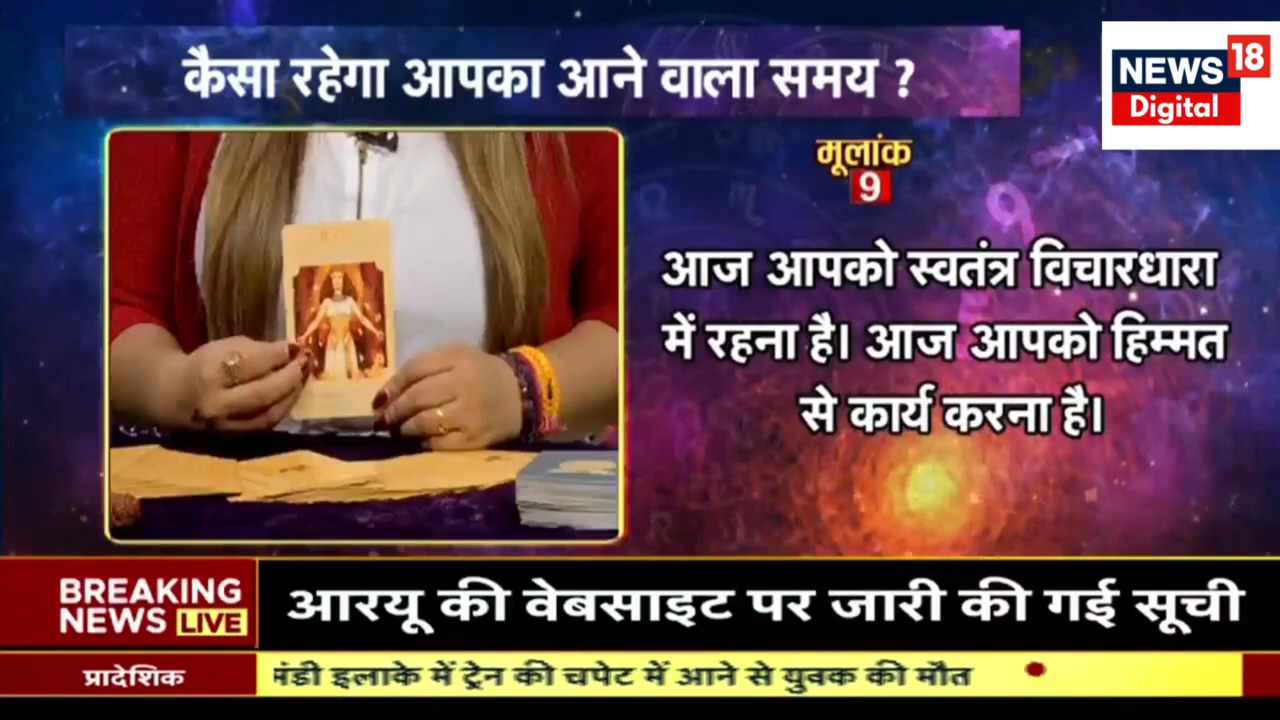 कैसा रहेगा आपका आने वाला समय ?
NEWS 18
Digital
मूलांक
9
आज आपको स्वतंत्र विचारधारा
में रहना है। आज आपको हिम्मत
से कार्य करना है।
BREAKING
NEWS LIVE
आरयू की वेबसाइट पर जारी की गई सूची
प्रादेशिक
मंडी इलाके में ट्रेन की चपेट में आने से युवक की मौत